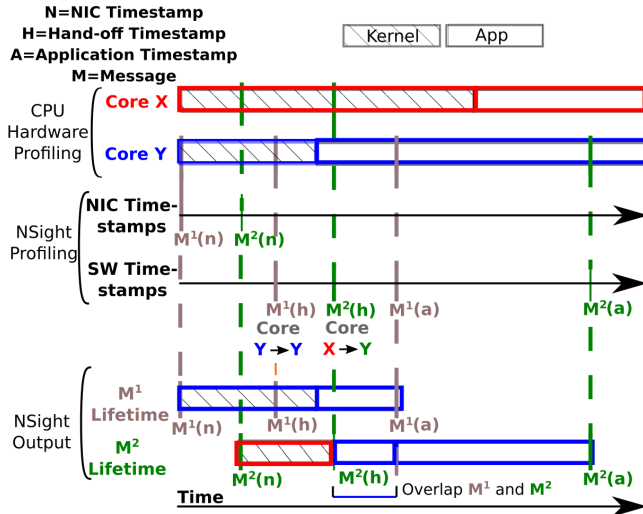 N=NIC Timestamp
H=Hand-off Timestamp
A=Application Timestamp
M=Message
Kernel
App
CPU
Hardware
Profiling
Core X
Core Y
NSight
Profiling
NIC Time-
stamps
M¹(n)
M²(n)
SW Time-
stamps
M¹(h)
M²(h)
M¹(a)
M²(a)
Core
Y → Y
Core
X → Y
NSight
Output
M¹
Lifetime
M¹(n)
M¹(h)
M¹(a)
M²
Lifetime
M²(n)
M²(h)
M²(a)
Overlap M¹ and M²
Time